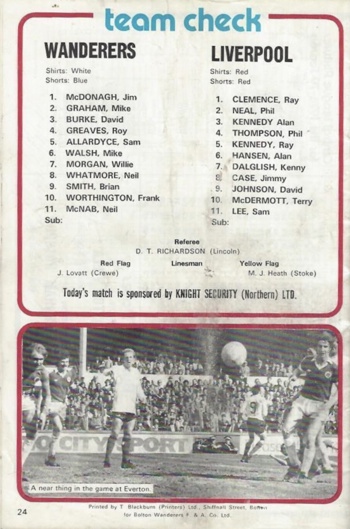 team check
WANDERERS
Shirts: White
Shorts: Blue
1. McDONAGH, Jim
2. GRAHAM, Mike
3. BURKE, David
4. GREAVES, Roy
5. ALLARDYCE, Sam
6. WALSH, Mike
7. MORGAN, Willie
8. WHATMORE, Neil
9. SMITH, Brian
10. WORTHINGTON, Frank
11. McNAB, Neil
Sub:
LIVERPOOL
Shirts: Red
Shorts: Red
1. CLEMENCE, Ray
2. NEAL, Phil
3. KENNEDY Alan
4. THOMPSON, Phil
5. KENNEDY, Ray
6. HANSEN, Alan
7. DALGLISH, Kenny
8. CASE, Jimmy
9. JOHNSON, David
10. McDERMOTT, Terry
11. LEE, Sam
Sub:
Referee
D. T. RICHARDSON (Lincoln)
Red Flag Linesman Yellow Flag
J. Lovatt (Crewe) M. J. Heath (Stoke)
Today's match is sponsored by KNIGHT SECURITY (Northern) LTD.
CITY SPORT
9
A near thing in the game at Everton.
24
Printed by T. Blackburn (Printers) Ltd., Street, Bolton
for Bolton Wanderers F. & A. Co. Ltd.